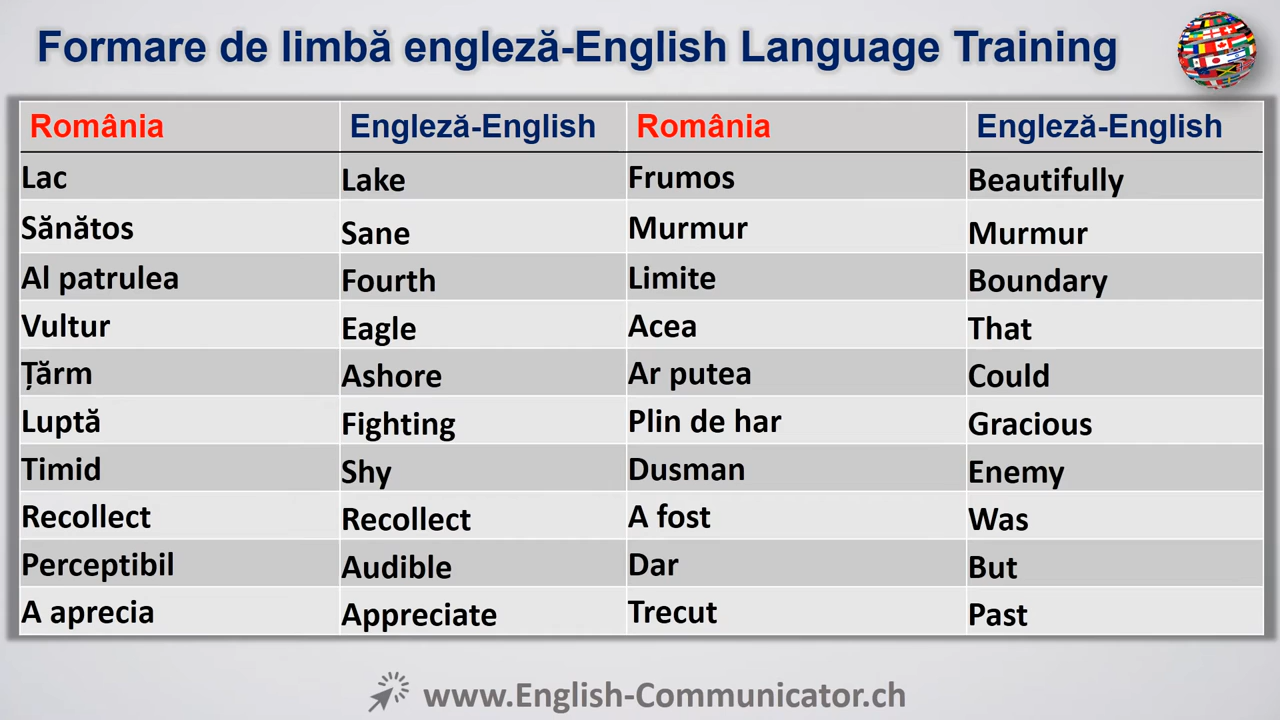 Formare de limbă engleză-English Language Training
România Engleză-English România Engleză-English
Lac Lake Frumos Beautifully
Sănătos Sane Murmur Murmur
Al patrulea Fourth Limite Boundary
Vultur Eagle Acea That
Țărm Ashore Ar putea Could
Luptă Fighting Plin de har Gracious
Timid Shy Dusman Enemy
Recollect Recollect A fost Was
Perceptibil Audible Dar But
A aprecia Appreciate Trecut Past
www.English-Communicator.ch